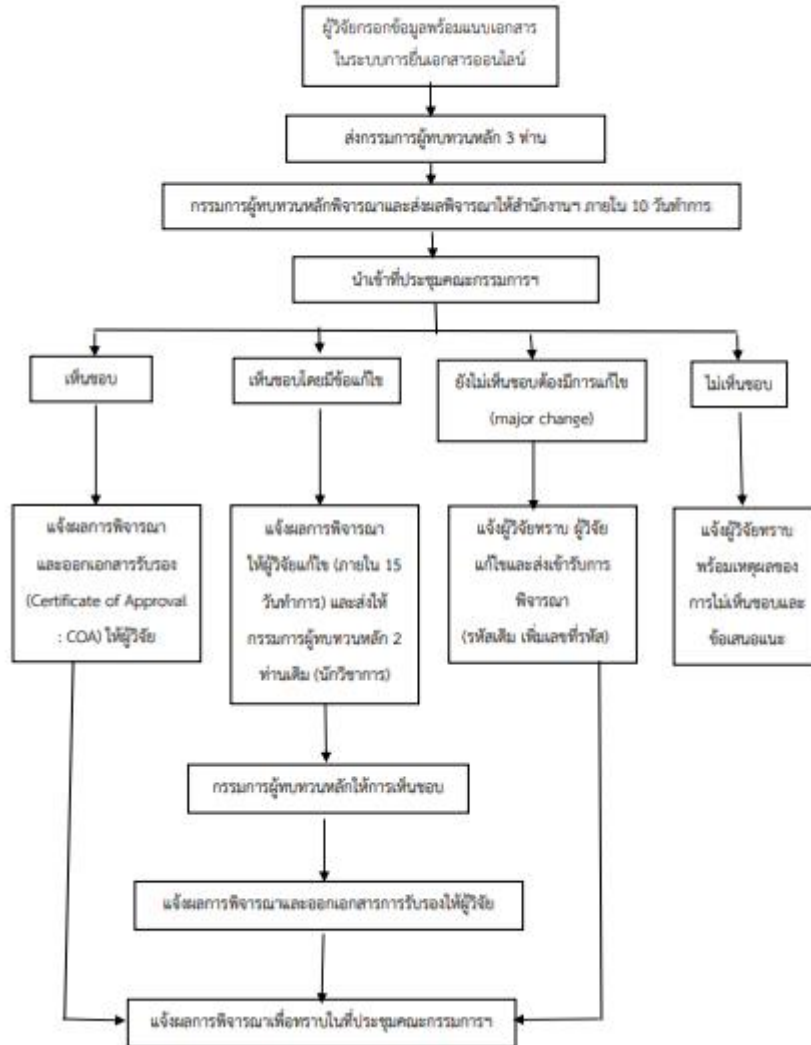 ผู้วิจัยกรอกข้อมูลพร้อมแนบเอกสาร
ในระบบการยื่นเอกสารออนไลน์
ส่งกรรมการผู้ทบทวนหลัก 3 ท่าน
กรรมการผู้ทบทวนหลักพิจารณาและส่งผลพิจารณาให้สำนักงานฯ ภายใน 10 วันทำการ
นำเข้าที่ประชุมคณะกรรมการฯ
เห็นชอบ
เห็นชอบโดยมีข้อแก้ไข
ยังไม่เห็นชอบต้องมีการแก้ไข
(major change)
ไม่เห็นชอบ
แจ้งผลการพิจารณา
และออกเอกสารรับรอง
(Certificate of Approval
: COA) ให้ผู้วิจัย
แจ้งผลการพิจารณา
ให้ผู้วิจัยแก้ไข (ภายใน 15
วันทำการ) และส่งให้
กรรมการผู้ทบทวนหลัก 2
ท่านเดิม (นักวิชาการ)
แจ้งผู้วิจัยทราบ ผู้วิจัย
แก้ไขและส่งเข้ารับการ
พิจารณา
(รหัสเดิม เพิ่มเลขที่รหัส)
แจ้งผู้วิจัยทราบ
พร้อมเหตุผลของ
การไม่เห็นชอบและ
ข้อเสนอแนะ
กรรมการผู้ทบทวนหลักให้การเห็นชอบ
แจ้งผลการพิจารณาและออกเอกสารการรับรองให้ผู้วิจัย
แจ้งผลการพิจารณาเพื่อทราบในที่ประชุมคณะกรรมการฯ